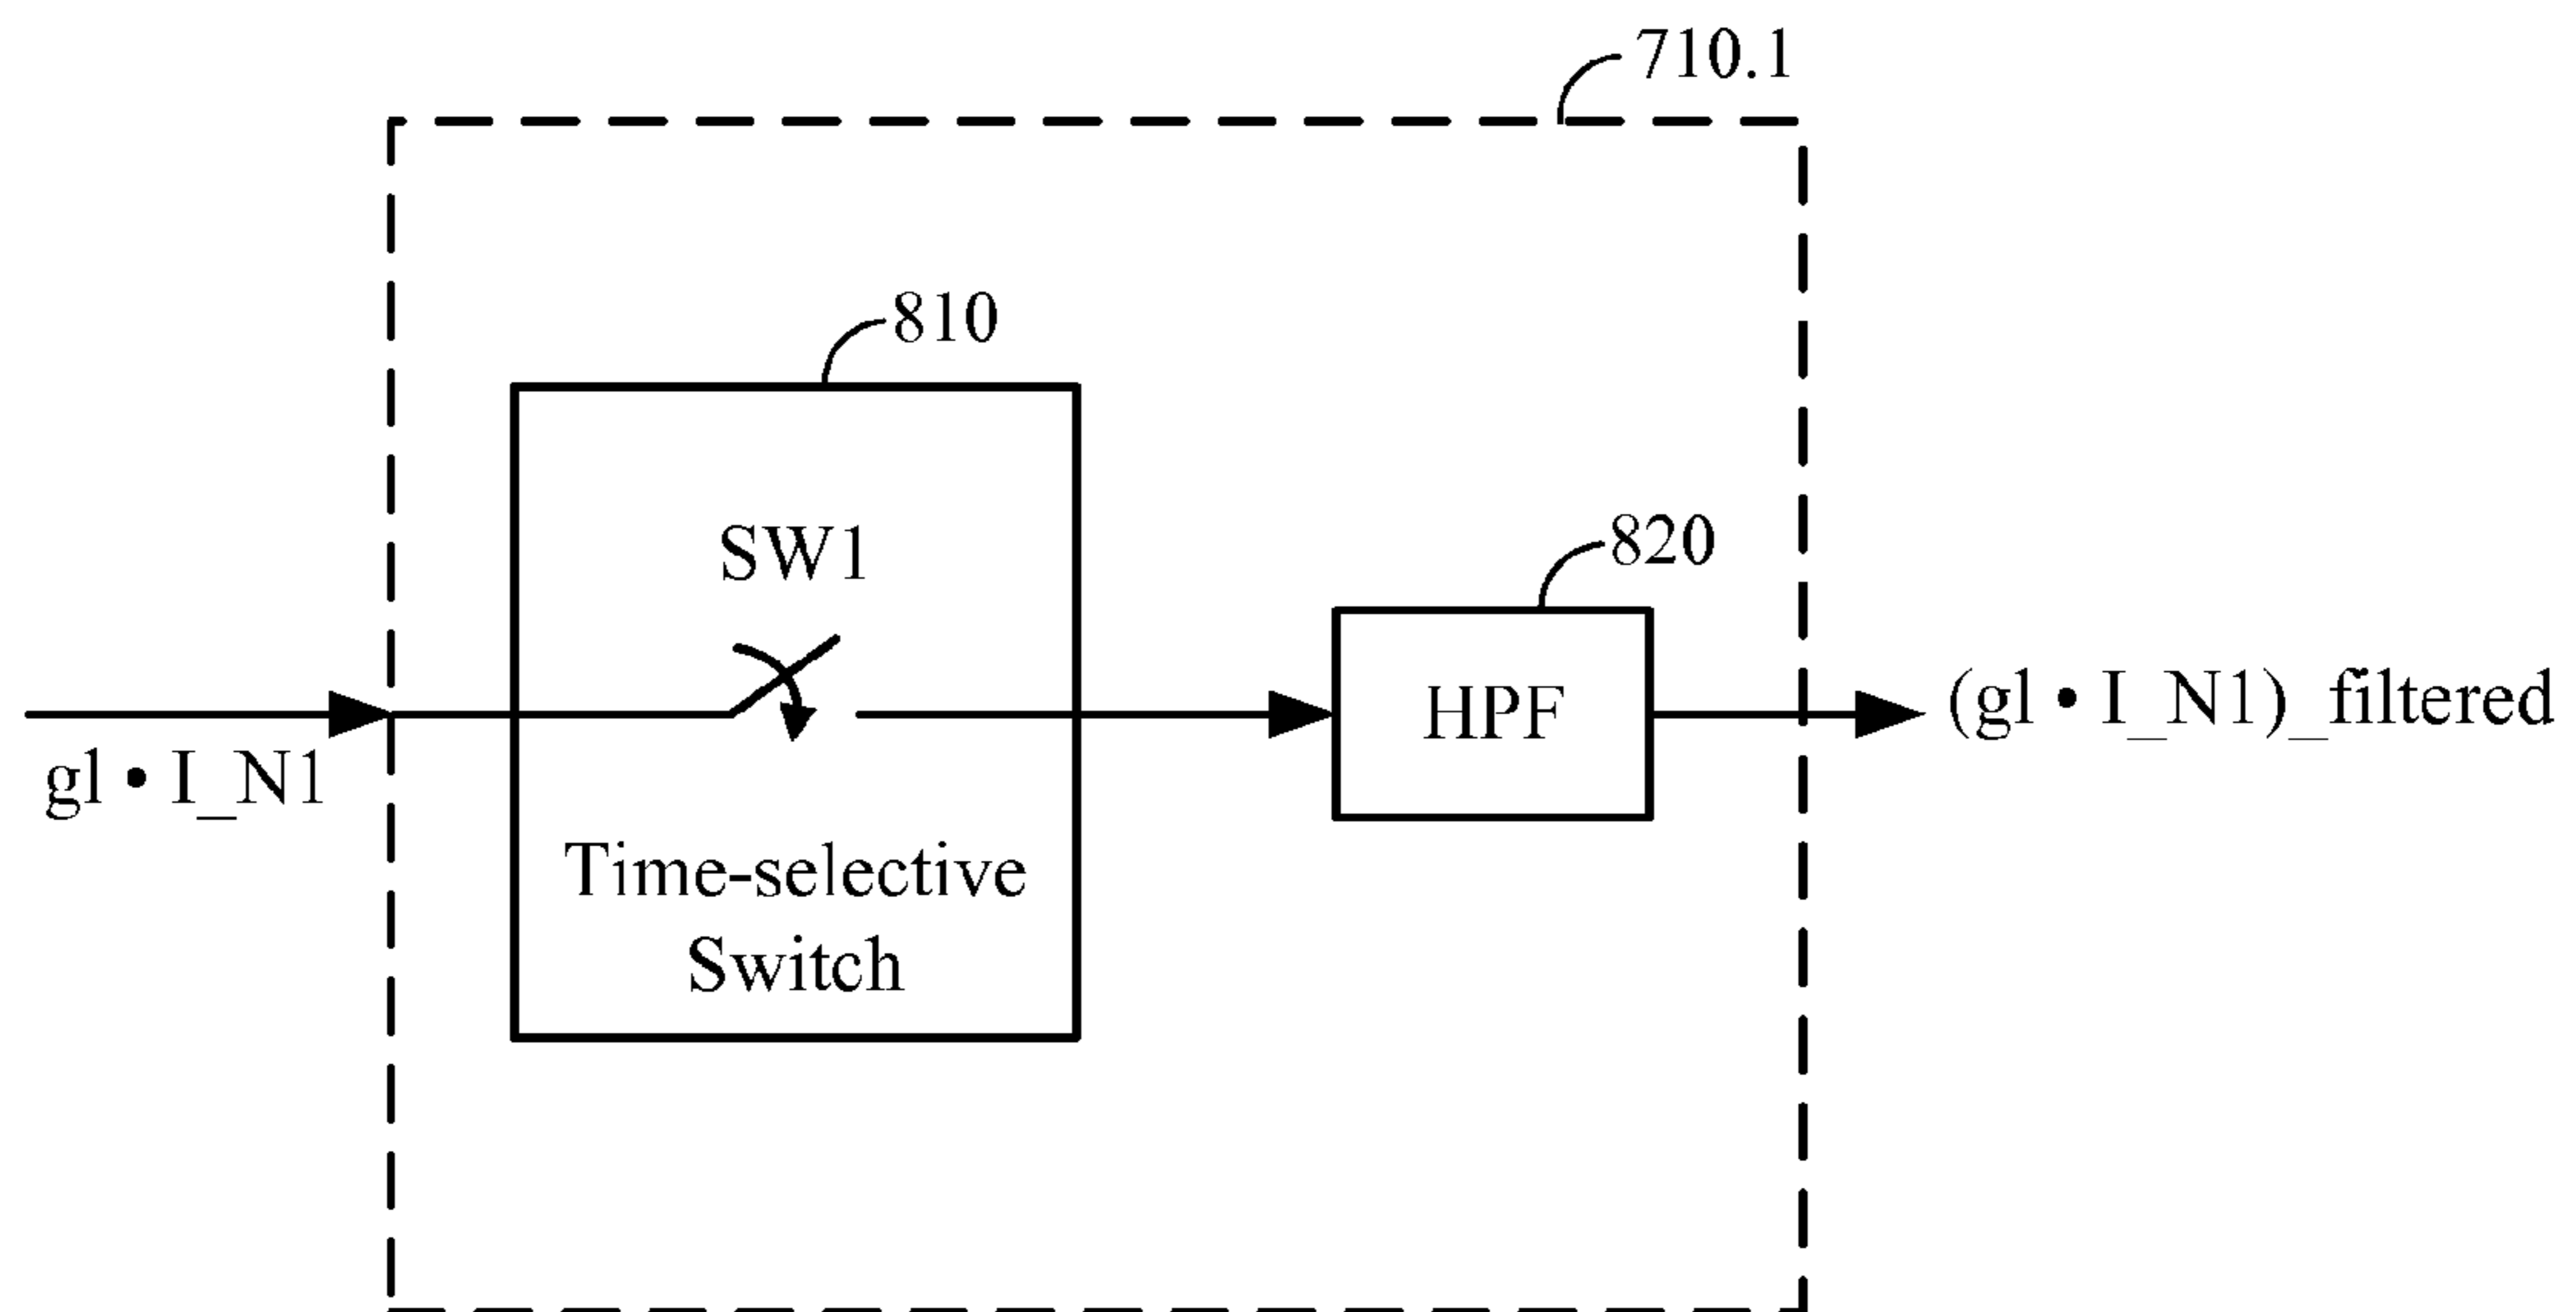 710.1
810
SW1
820
HPF
(gl • I_N1)_filtered
gl • I_N1
Time-selective
Switch